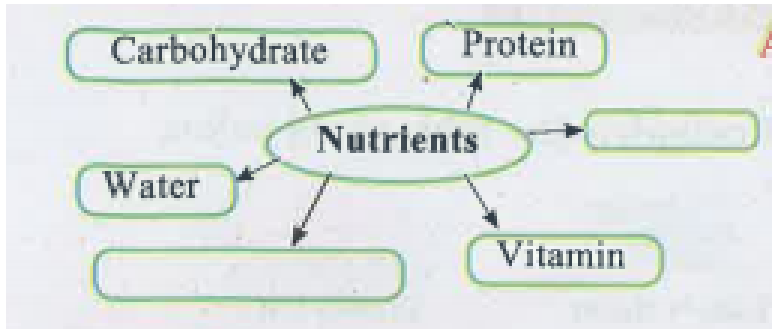 Carbohydrate
Protein
Nutrients
Water
Vitamin